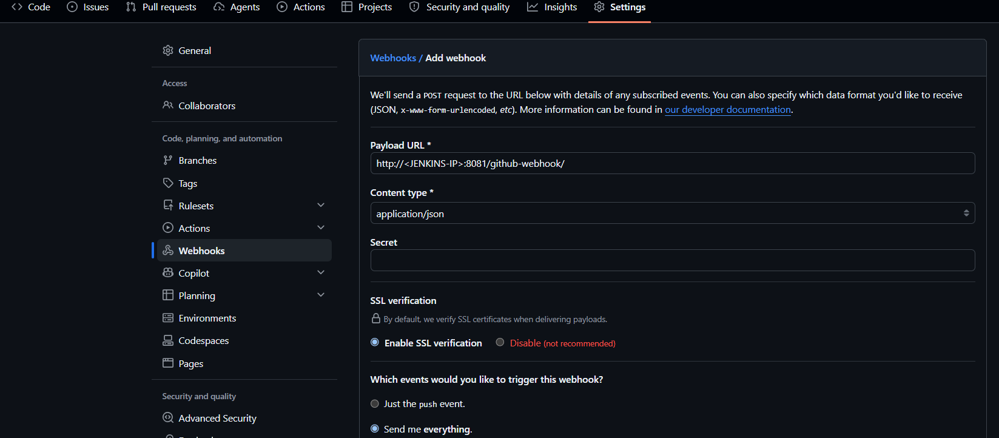 Code Issues Pull requests Agents Actions Projects Security and quality Insights Settings
General
Access
Collaborators
Code, planning, and automation
Branches
Tags
Rulesets
Actions
Webhooks
Copilot
Planning
Environments
Codespaces
Pages
Security and quality
Advanced Security
Webhooks / Add webhook
We'll send a POST request to the URL below with details of any subscribed events. You can also specify which data format you'd like to receive
(JSON, x-www-form-urlencoded, etc). More information can be found in our developer documentation.
Payload URL *
http://<JENKINS-IP>:8081/github-webhook/
Content type *
application/json
Secret
SSL verification
By default, we verify SSL certificates when delivering payloads.
Enable SSL verification Disable (not recommended)
Which events would you like to trigger this webhook?
Just the push event.
Send me everything.